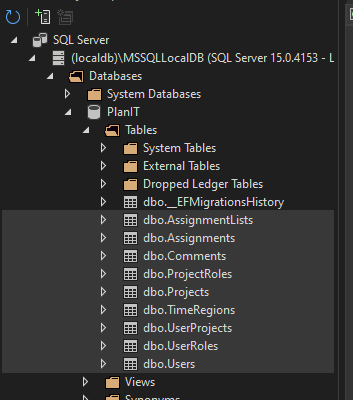 SQL Server
(localdb)\MSSQLLocalDB (SQL Server 15.0.4153 - L
Databases
System Databases
PlanIT
Tables
System Tables
External Tables
Dropped Ledger Tables
dbo.__EFMigrationsHistory
dbo.AssignmentLists
dbo.Assignments
dbo.Comments
dbo.ProjectRoles
dbo.Projects
dbo.TimeRegions
dbo.UserProjects
dbo.UserRoles
dbo.Users
Views
Synonyms